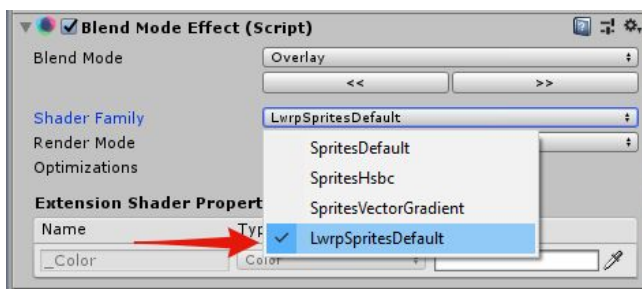 Blend Mode Effect (Script)
Blend Mode Overlay
<< >>
Shader Family LwrpSpritesDefault
Render Mode
SpritesDefault
Optimizations
SpritesHsbc
SpritesVectorGradient
Extension Shader Propert
Name Typ
LwrpSpritesDefault
_Color Color